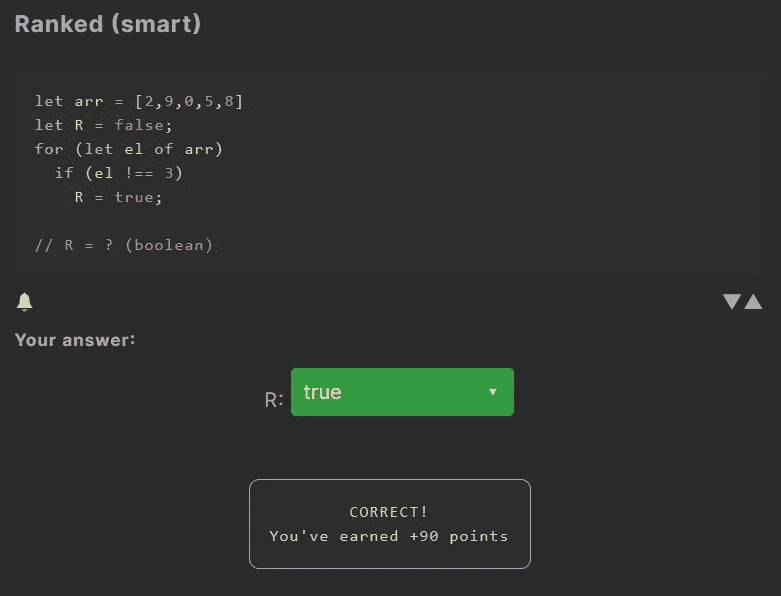 Ranked (smart)
let arr = [2,9,0,5,8]
let R = false;
for (let el of arr)
  if (el !== 3)
    R = true;

// R = ? (boolean)
Your answer:
R: true
CORRECT!
You've earned +90 points